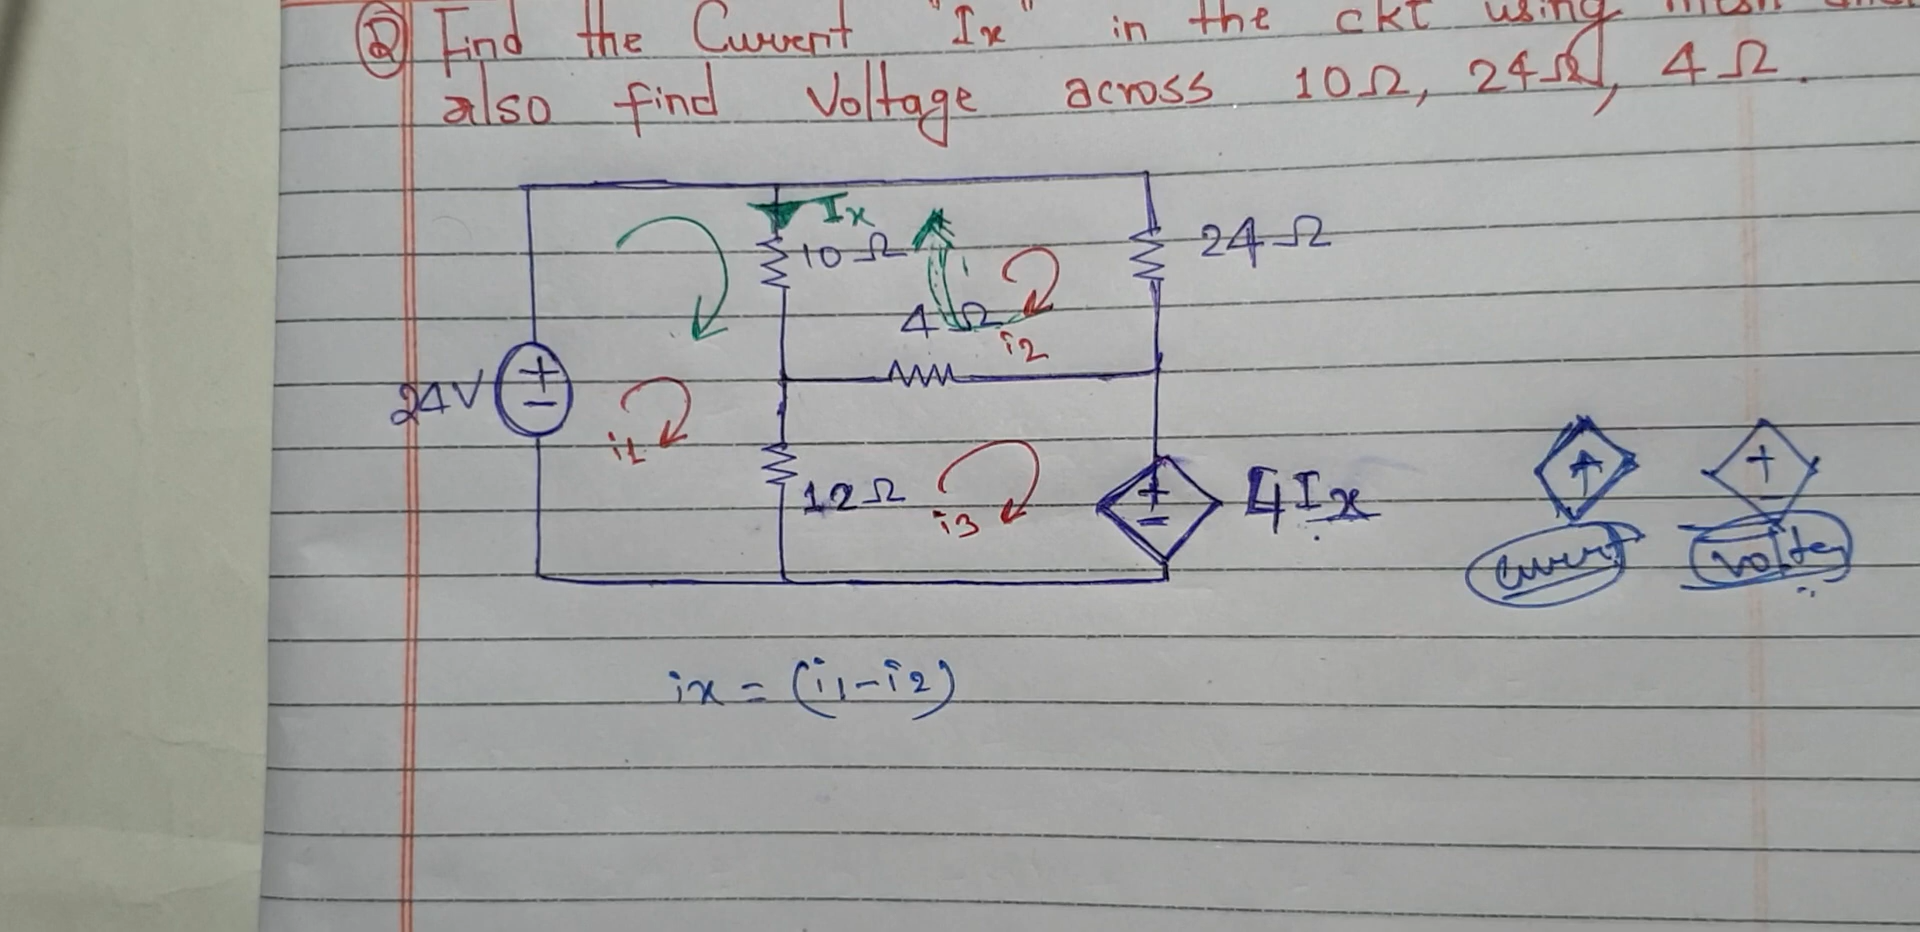 Q Find the Current "Ix" in the ckt using
also find Voltage across 10Ω, 24Ω, 4Ω.
Ix
10Ω
24Ω
4Ω
i2
24V
+
−
i1
12Ω
i3
+
−
4Ix
+
−
current
voltage
ix = (i1-i2)